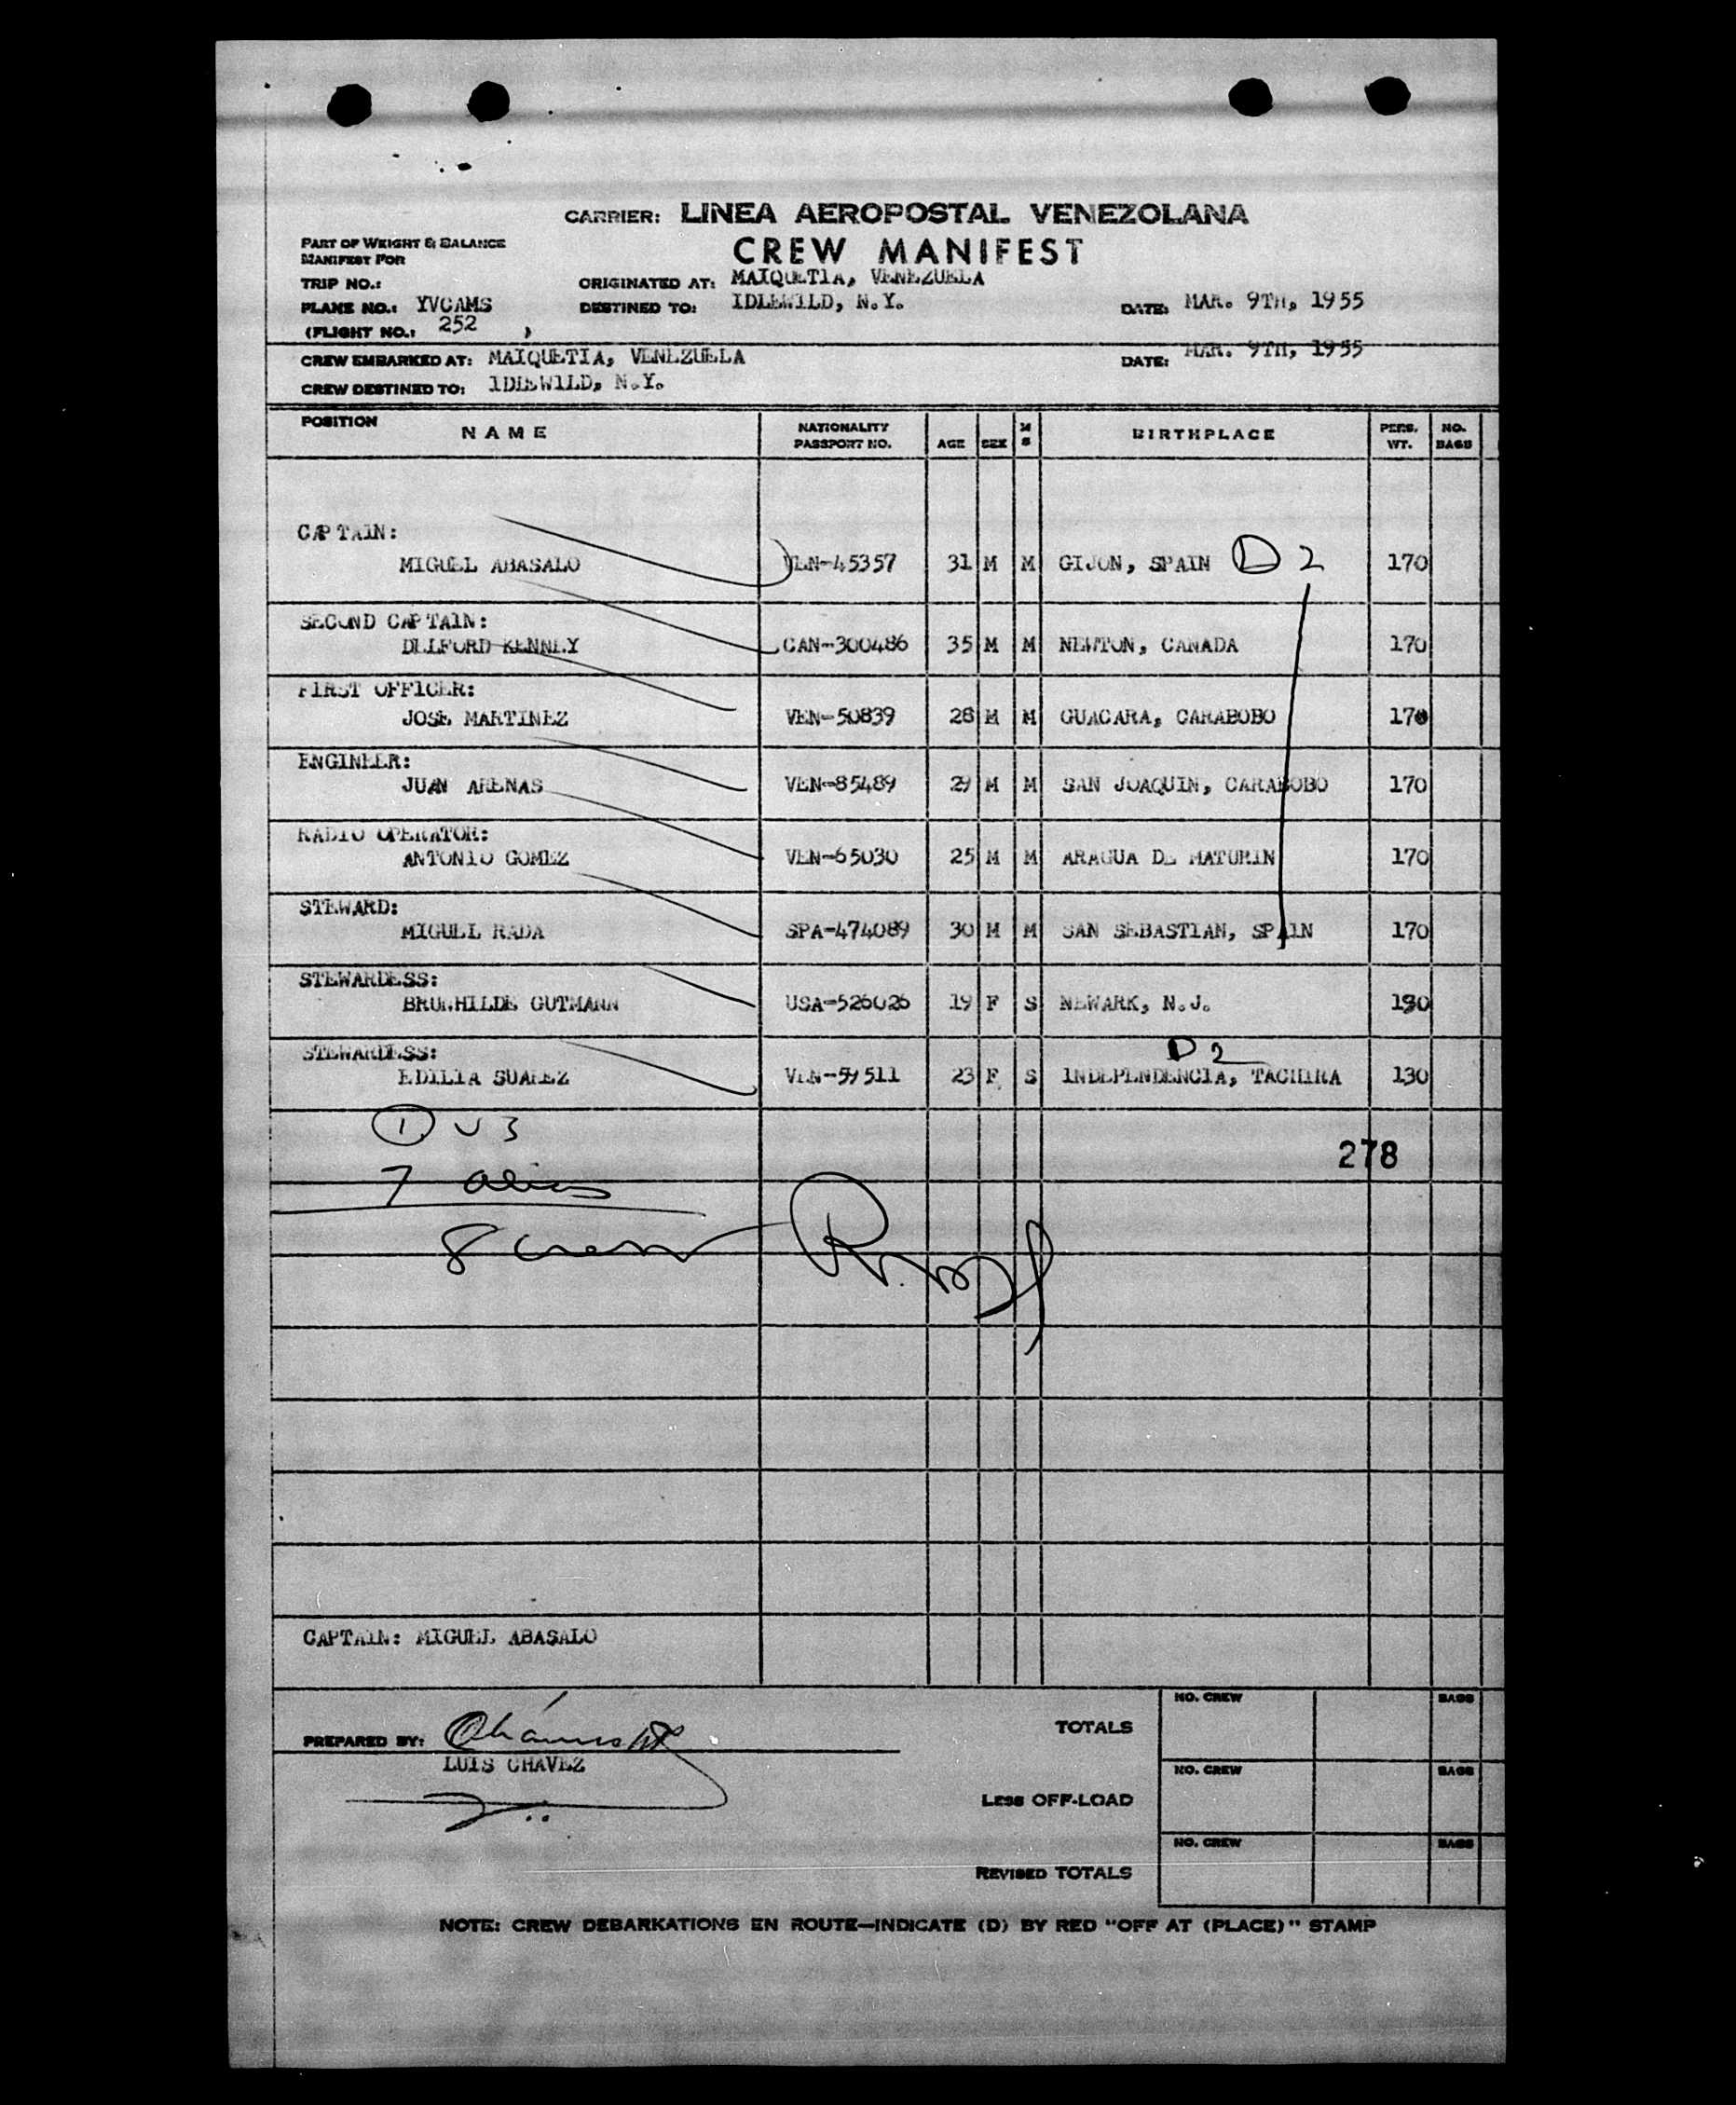 CARRIER: LINEA AEROPOSTAL VENEZOLANA
PART OF WEIGHT & BALANCE
MANIFEST FOR
CREW MANIFEST
TRIP NO.: ORIGINATED AT: MAIQUETIA, VENEZUELA
PLANE NO.: YVCAMS DESTINED TO: IDLEWILD, N.Y. DATE: MAR. 9TH, 1955
(FLIGHT NO.: 252 )
CREW EMBARKED AT: MAIQUETIA, VENEZUELA DATE: MAR. 9TH, 1955
CREW DESTINED TO: IDLEWILD, N.Y.
POSITION NAME NATIONALITY PASSPORT NO. AGE SEX M S BIRTHPLACE PERS. WT. NO. BAGS
CAPTAIN:
MIGUEL ABASALO VEN-45357 31 M M GIJON, SPAIN D 2 170
SECOND CAPTAIN:
DELFORD KENNEY CAN-300486 35 M M NEWTON, CANADA 170
FIRST OFFICER:
JOSE MARTINEZ VEN-50839 28 M M GUACARA, CARABOBO 170
ENGINEER:
JUAN ARENAS VEN-85489 29 M M SAN JOAQUIN, CARABOBO 170
RADIO OPERATOR:
ANTONIO GOMEZ VEN-65030 25 M M ARAGUA DE MATURIN 170
STEWARD:
MIGUEL RADA SPA-474089 30 M M SAN SEBASTIAN, SPAIN 170
STEWARDESS:
BRUNHILDE GUTMANN USA-526026 19 F S NEWARK, N.J. 130
STEWARDESS: D 2
EDILIA SUAREZ VEN-59511 23 F S INDEPENDENCIA, TACHIRA 130
1 U 3
278
7 aliens
8 crew
CAPTAIN: MIGUEL ABASALO
NO. CREW BAGS
PREPARED BY: TOTALS
LUIS CHAVEZ
NO. CREW BAGS
LESS OFF-LOAD
NO. CREW BAGS
REVISED TOTALS
NOTE: CREW DEBARKATIONS EN ROUTE—INDICATE (D) BY RED "OFF AT (PLACE)" STAMP